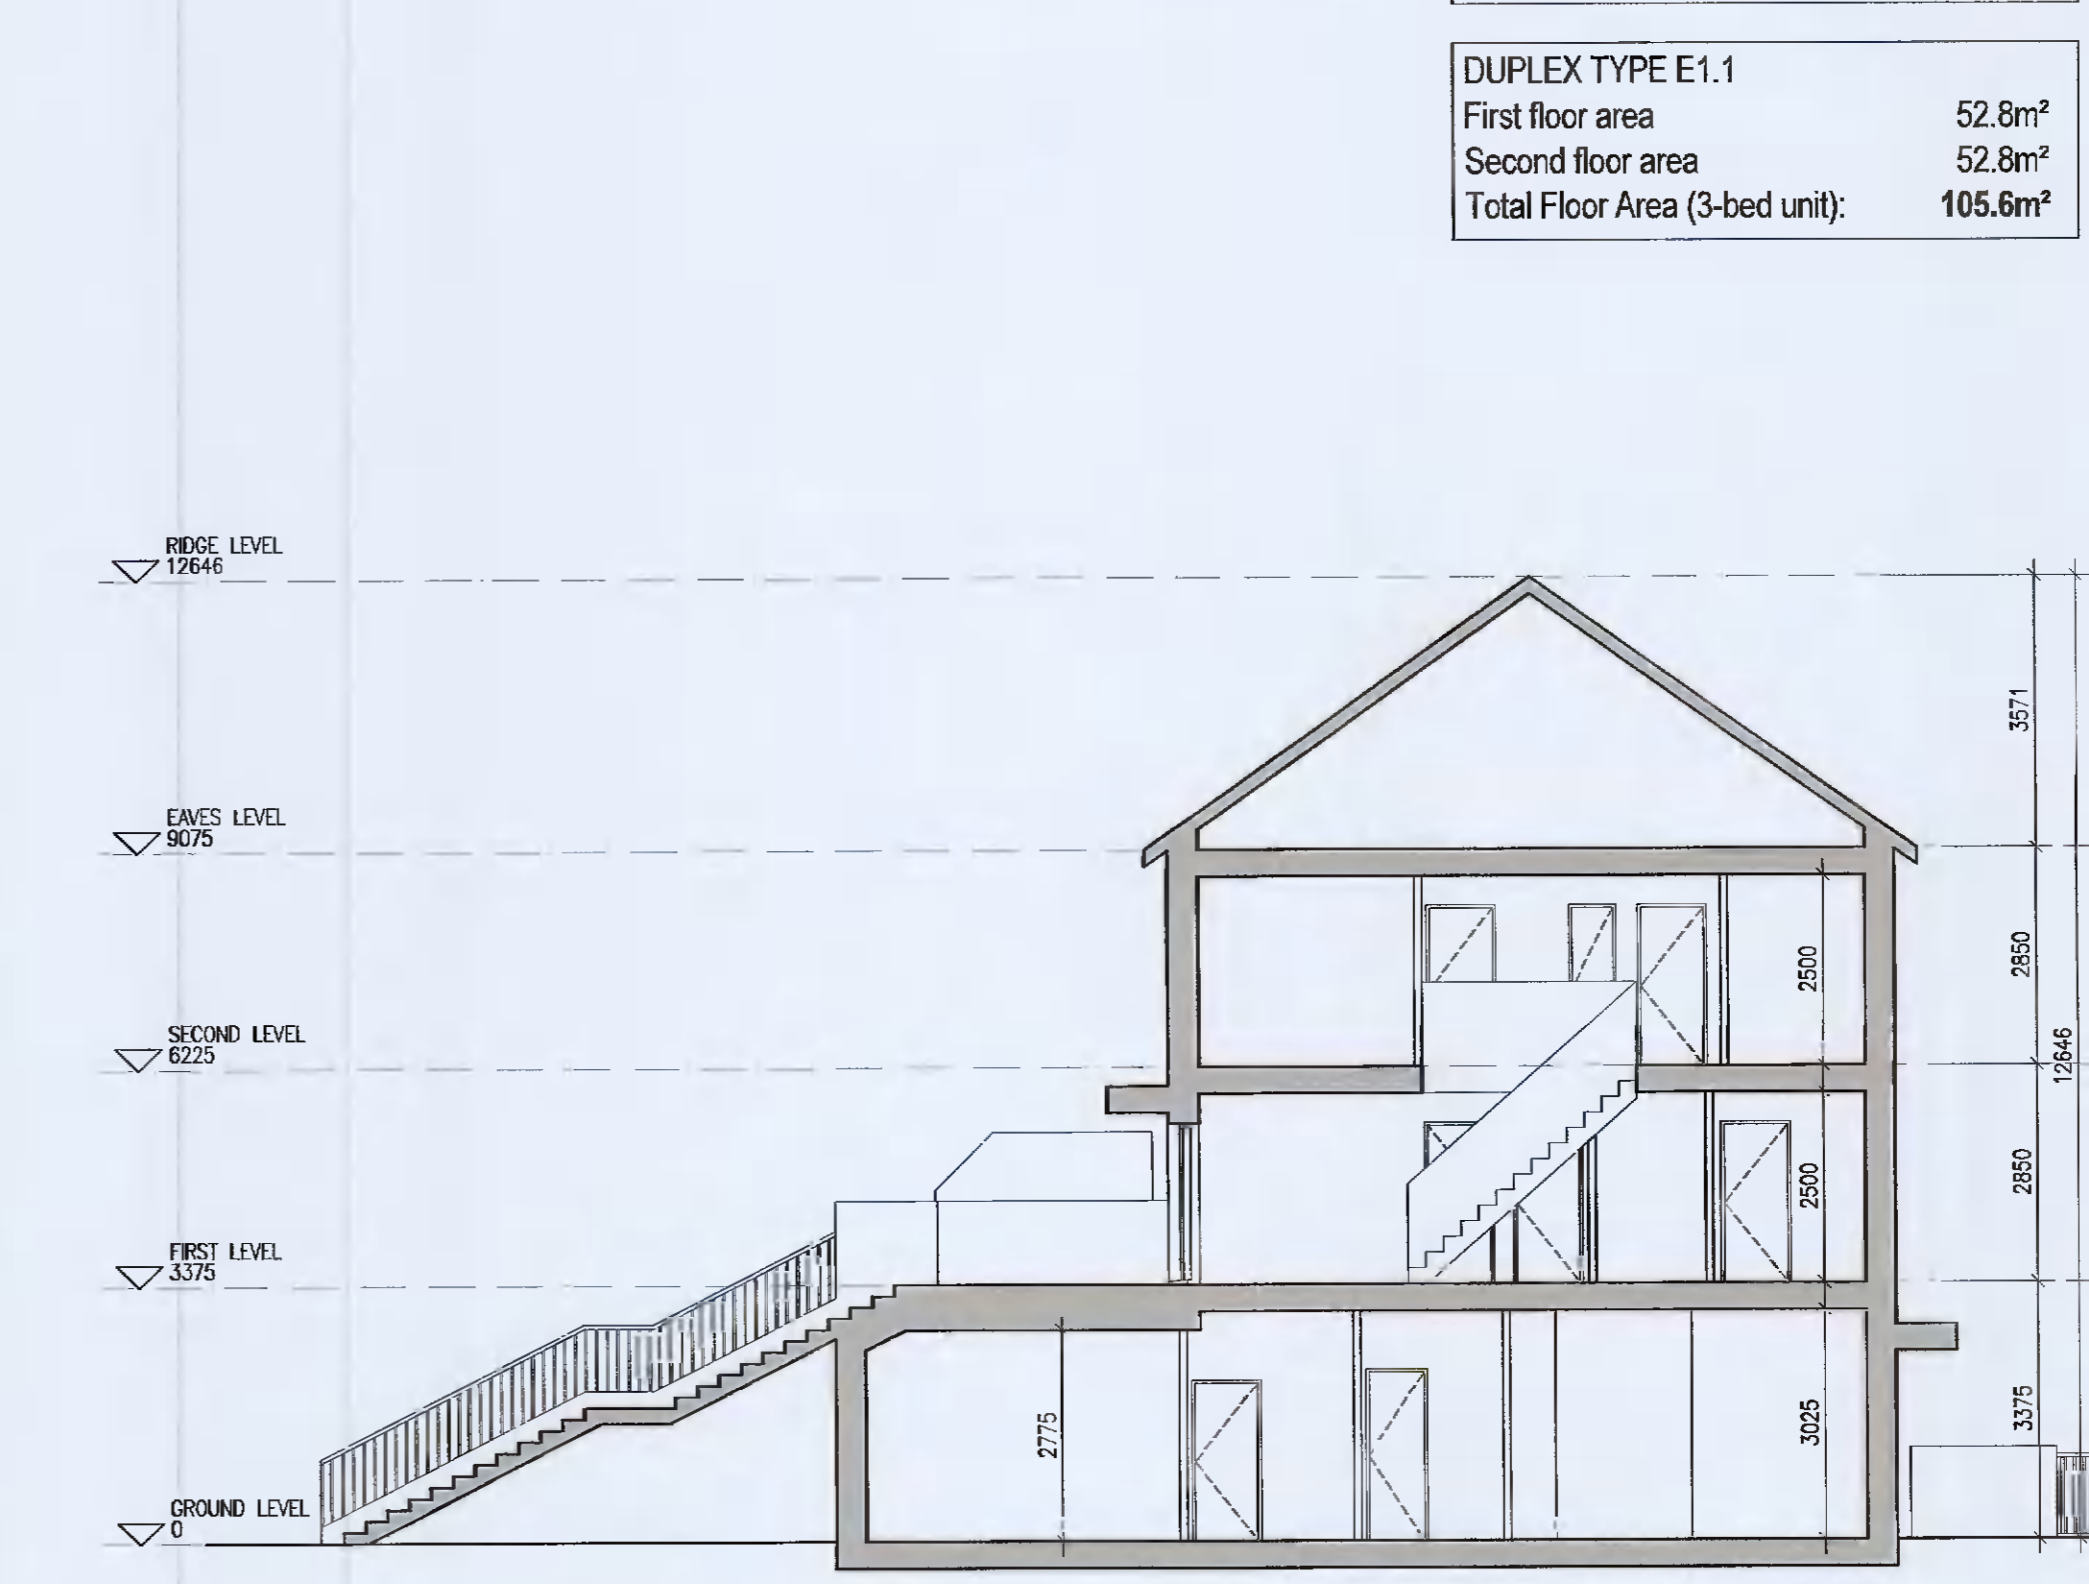 DUPLEX TYPE E1.1
First floor area 52.8m²
Second floor area 52.8m²
Total Floor Area (3-bed unit): 105.6m²
RIDGE LEVEL
12646
EAVES LEVEL
9075
SECOND LEVEL
6225
FIRST LEVEL
3375
GROUND LEVEL
0
3571
2850
2500
12646
2850
2500
3375
3025
2775